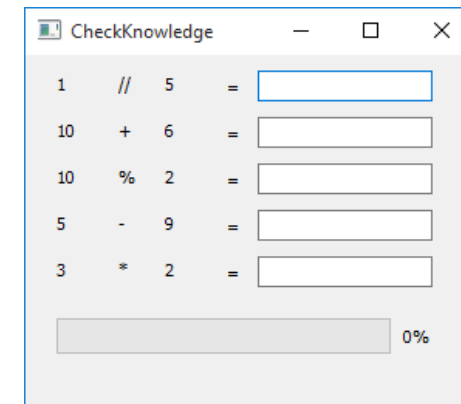 CheckKnowledge
1 // 5 =
10 + 6 =
10 % 2 =
5 - 9 =
3 * 2 =
0%